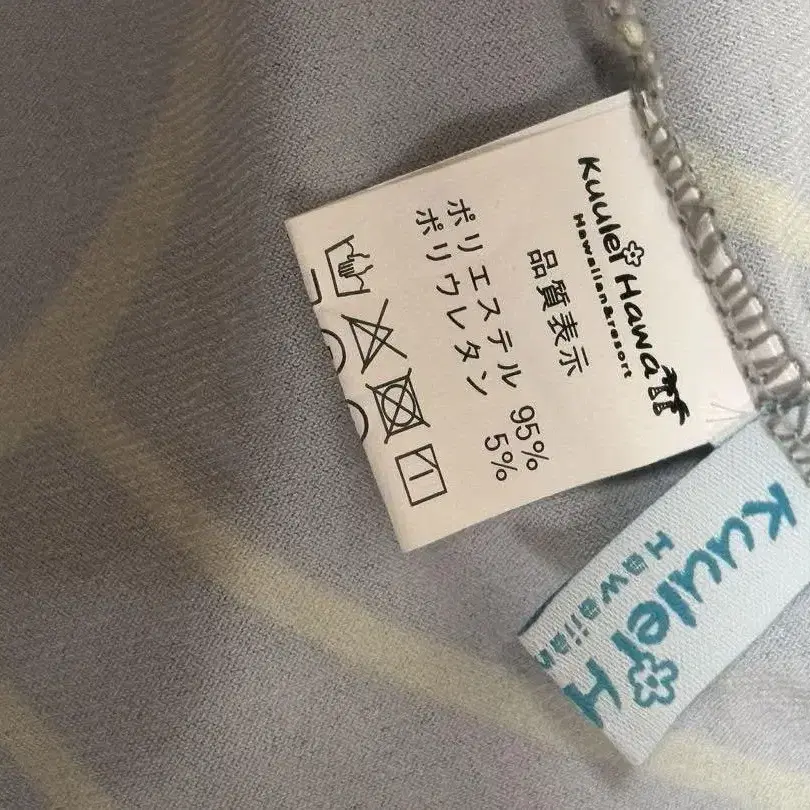 Kuulei Hawaii
Hawaiian&resort
品質表示
ポリエステル 95%
ポリウレタン 5%
Kuulei H
Hawaiian